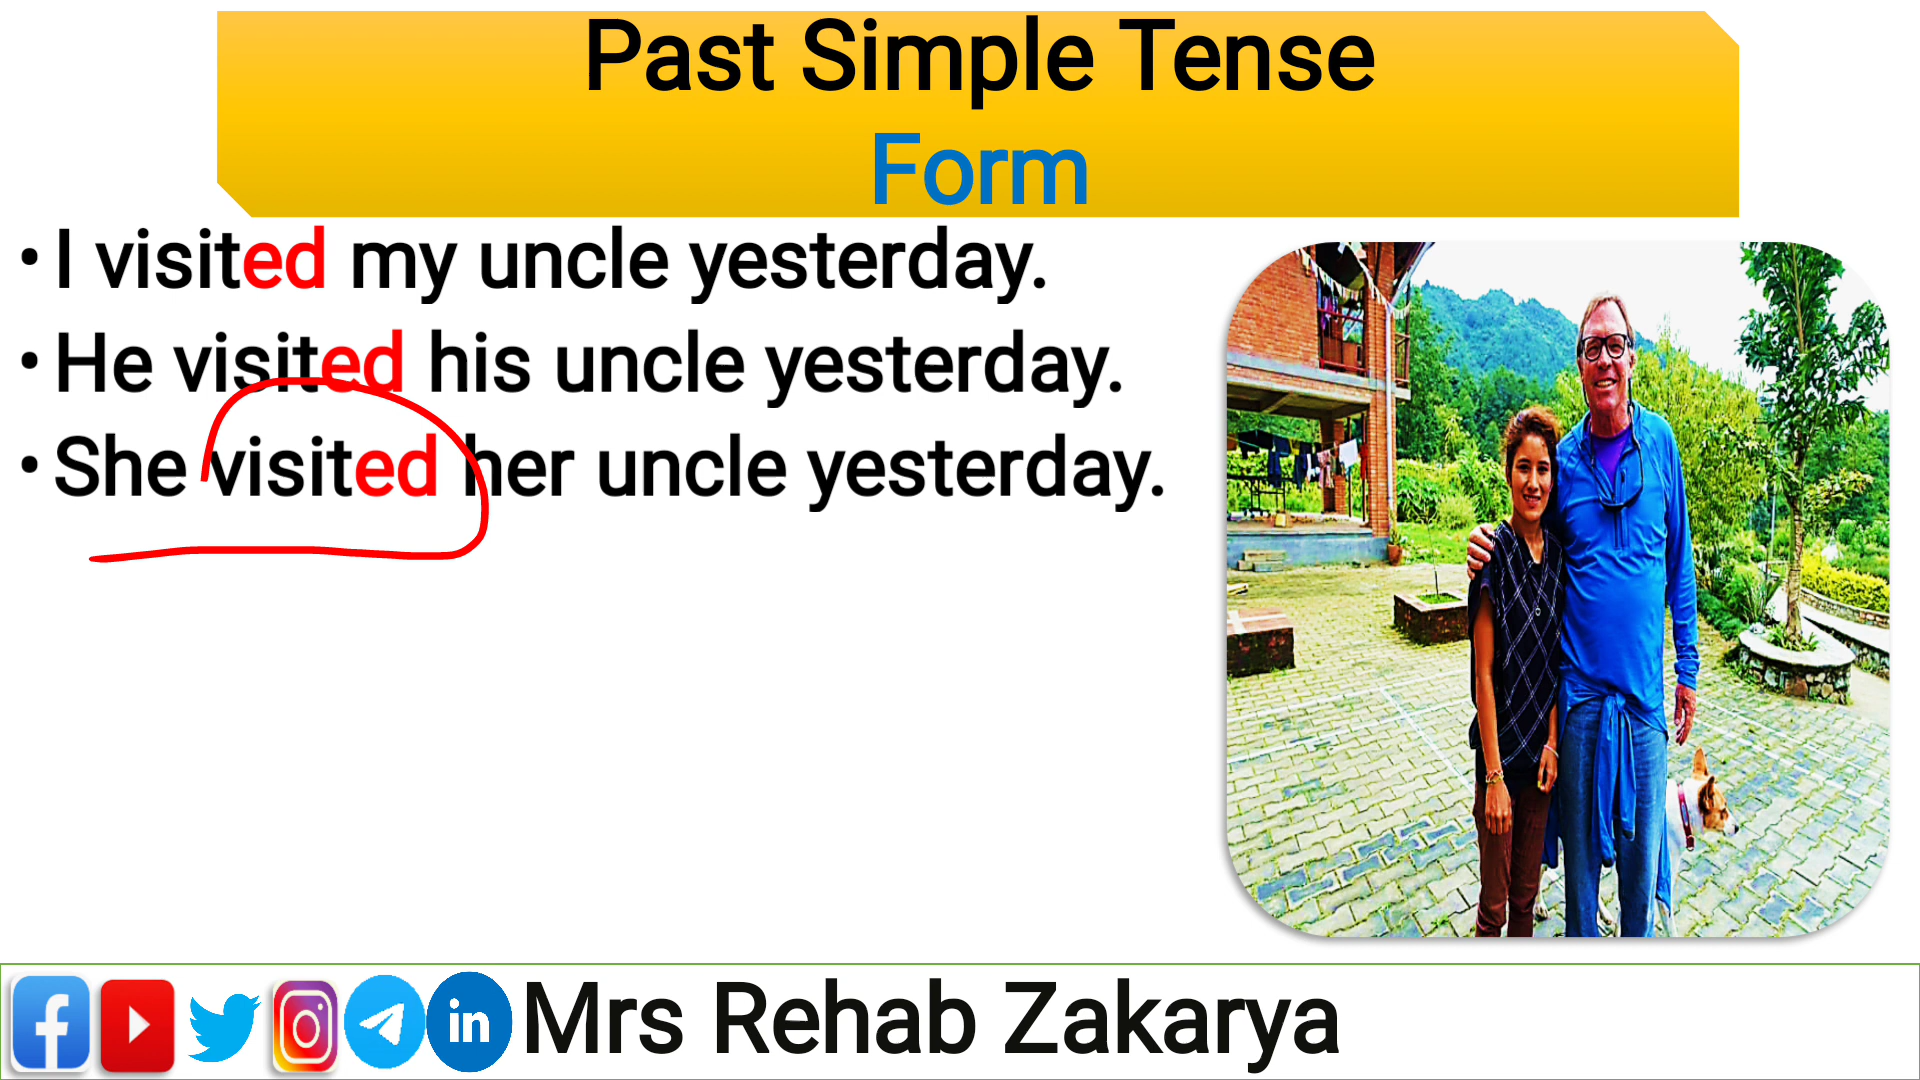 Past Simple Tense
Form
• I visited my uncle yesterday.
• He visited his uncle yesterday.
• She visited her uncle yesterday.
Mrs Rehab Zakarya